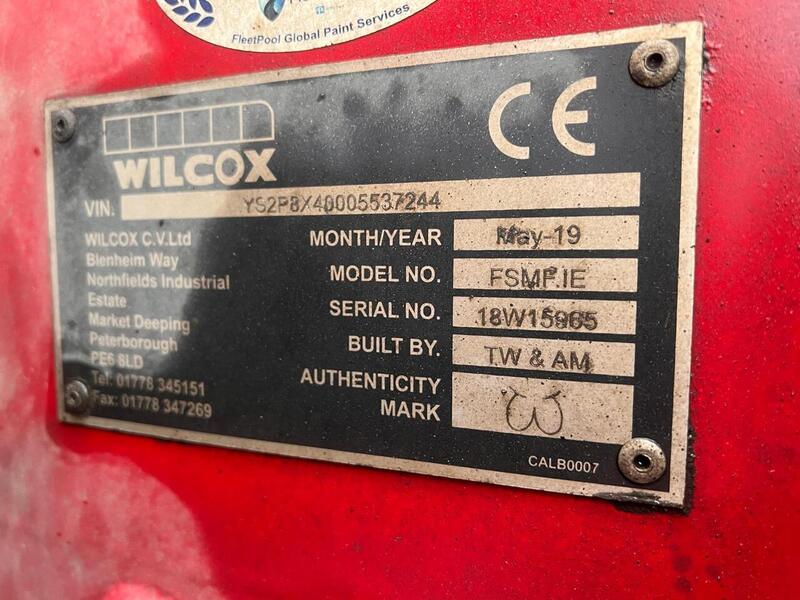 FleetPool Global Paint Services
WILCOX
CE
VIN. YS2P8X40005537244
WILCOX C.V.Ltd
Blenheim Way
Northfields Industrial
Estate
Market Deeping
Peterborough
PE6 8LD
Tel: 01778 345151
Fax: 01778 347269
MONTH/YEAR May-19
MODEL NO. FSMF.IE
SERIAL NO. 18W15965
BUILT BY. TW & AM
AUTHENTICITY
MARK
CALB0007